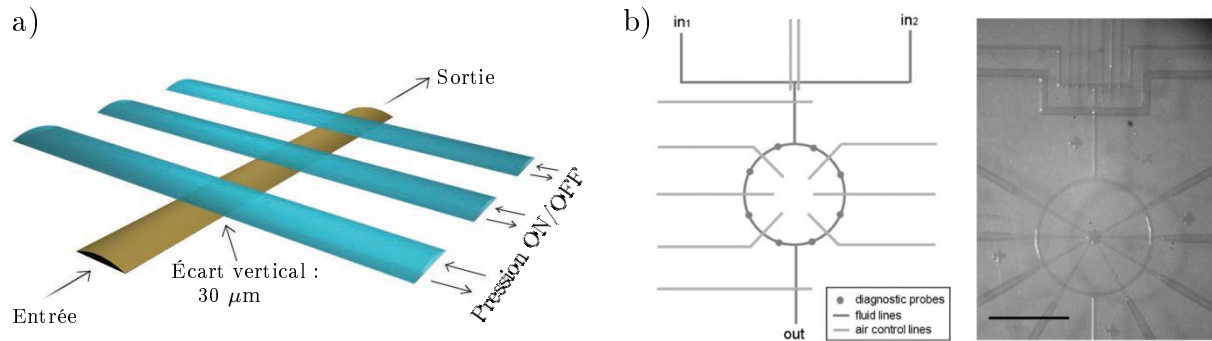 a)
Sortie
Pression ON/OFF
Écart vertical :
30 μm
Entrée
b)
in1
in2
out
diagnostic probes
fluid lines
air control lines